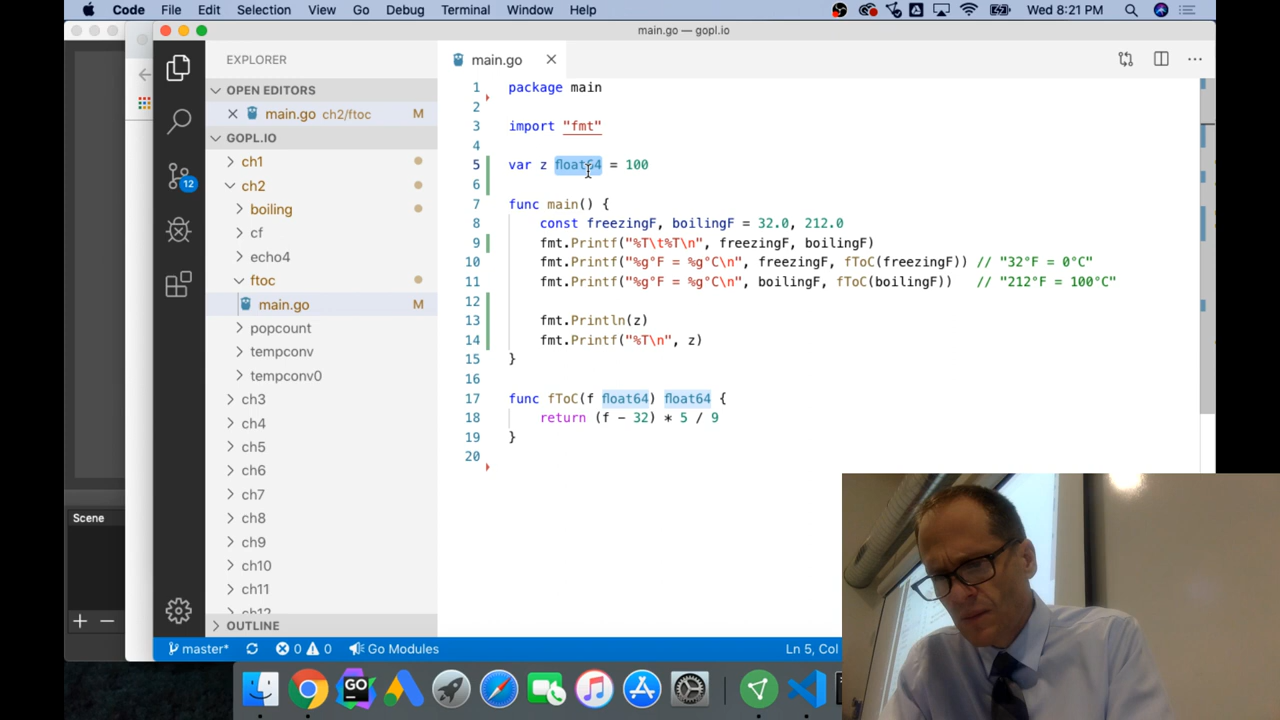 Code File Edit Selection View Go Debug Terminal Window Help Wed 8:21 PM
main.go — gopl.io
EXPLORER
main.go
OPEN EDITORS
main.go ch2/ftoc M
GOPL.IO
ch1
ch2
boiling
cf
echo4
ftoc
main.go M
popcount
tempconv
tempconv0
ch3
ch4
ch5
ch6
ch7
ch8
ch9
ch10
ch11
ch12
OUTLINE
1 package main
2
3 import "fmt"
4
5 var z float64 = 100
6
7 func main() {
8 const freezingF, boilingF = 32.0, 212.0
9 fmt.Printf("%T\t%T\n", freezingF, boilingF)
10 fmt.Printf("%g°F = %g°C\n", freezingF, fToC(freezingF)) // "32°F = 0°C"
11 fmt.Printf("%g°F = %g°C\n", boilingF, fToC(boilingF)) // "212°F = 100°C"
12
13 fmt.Println(z)
14 fmt.Printf("%T\n", z)
15 }
16
17 func fToC(f float64) float64 {
18 return (f - 32) * 5 / 9
19 }
20
12
Scene
master* 0 0 Go Modules Ln 5, Col
GO